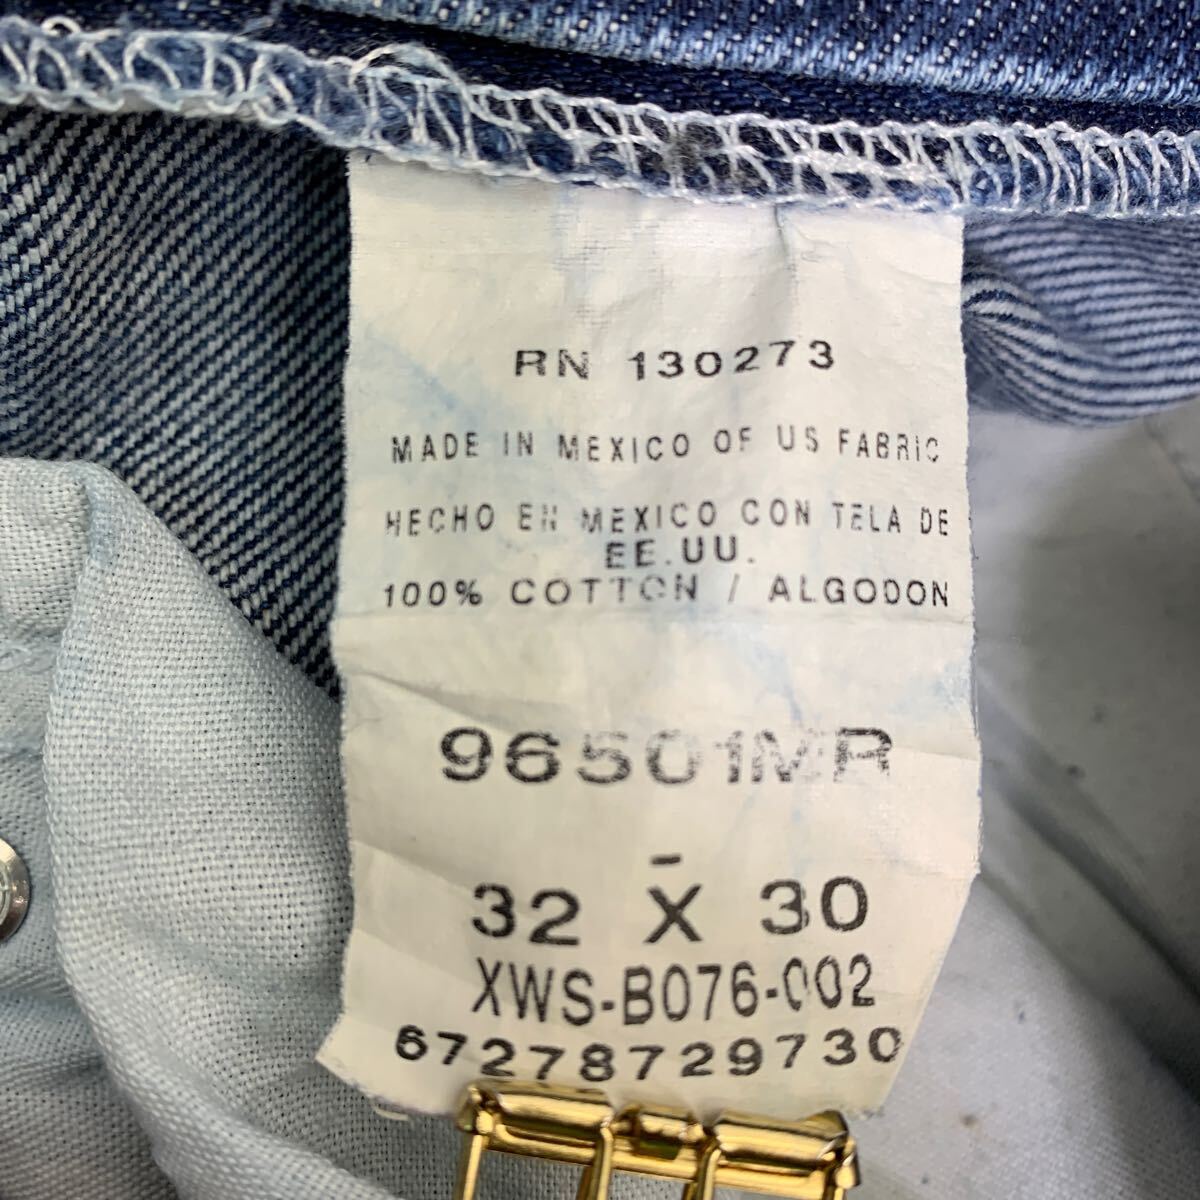 RN 130273
MADE IN MEXICO OF US FABRIC
HECHO EN MEXICO CON TELA DE
EE.UU.
100% COTTON / ALGODON
96501MR
-
32 X 30
XWS-B076-002
67278729730